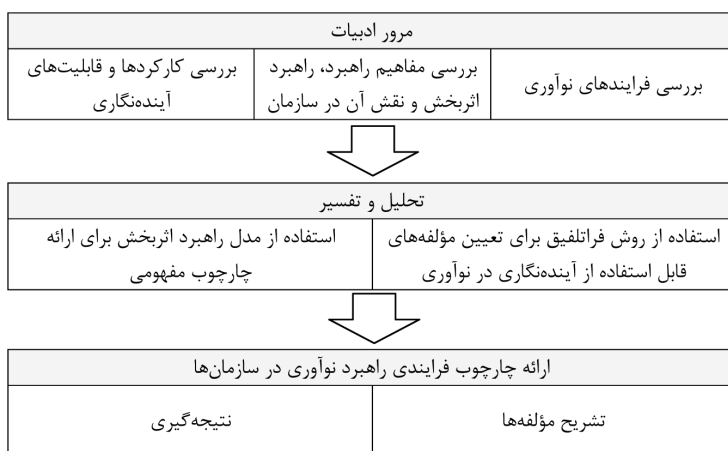 مرور ادبیات
بررسی فرایندهای نوآوری
بررسی مفاهیم راهبرد، راهبرد
اثربخش و نقش آن در سازمان
بررسی کارکردها و قابلیت‌های
آینده‌نگاری
تحلیل و تفسیر
استفاده از روش فراتلفیق برای تعیین مؤلفه‌های
قابل استفاده از آینده‌نگاری در نوآوری
استفاده از مدل راهبرد اثربخش برای ارائه
چارچوب مفهومی
ارائه چارچوب فرایندی راهبرد نوآوری در سازمان‌ها
تشریح مؤلفه‌ها
نتیجه‌گیری